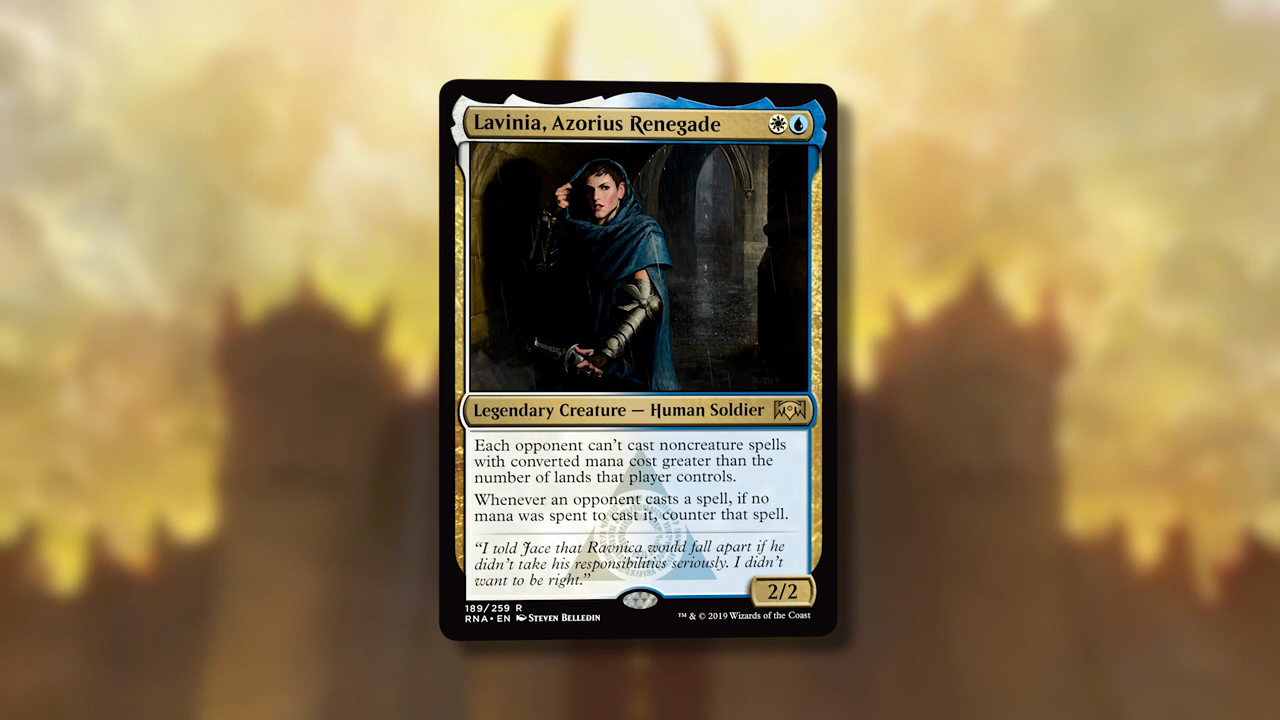 Lavinia, Azorius Renegade
Legendary Creature — Human Soldier
Each opponent can't cast noncreature spells
with converted mana cost greater than the
number of lands that player controls.
Whenever an opponent casts a spell, if no
mana was spent to cast it, counter that spell.
“I told Jace that Ravnica would fall apart if he
didn't take his responsibilities seriously. I didn't
want to be right.”
2/2
189/259 R
RNA • EN Steven Belledin
™ & © 2019 Wizards of the Coast